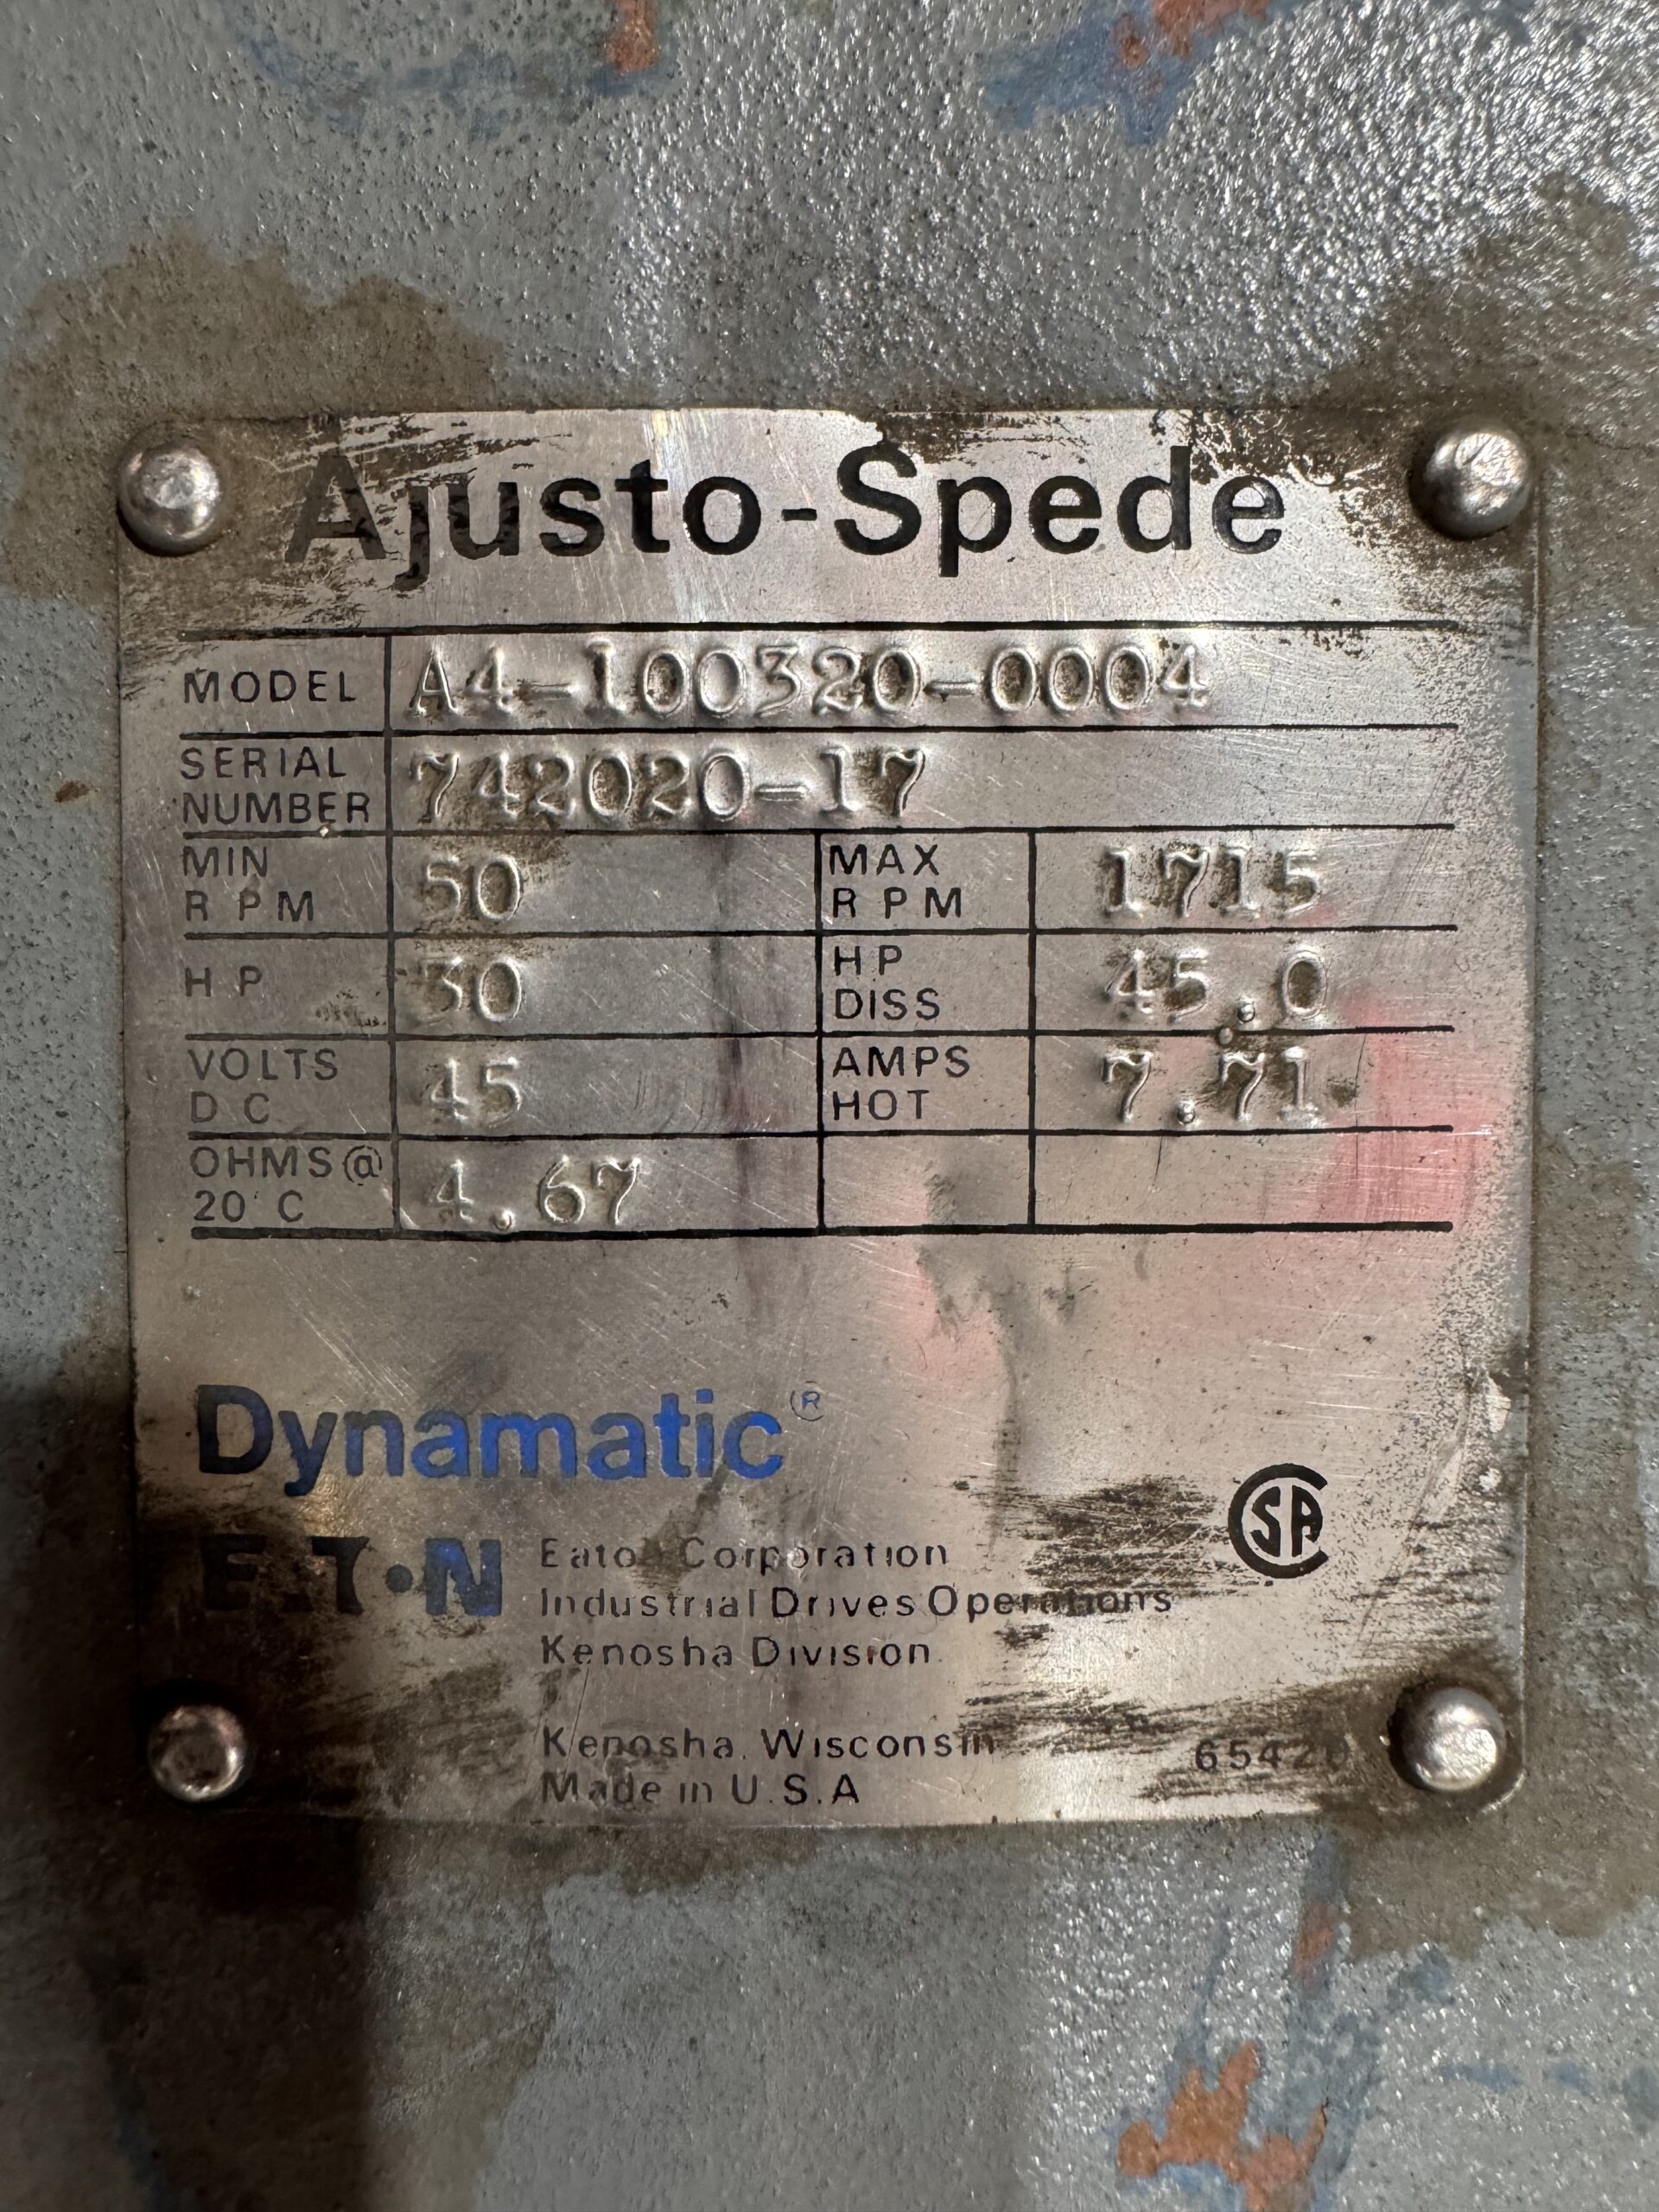 Ajusto-Spede
MODEL A4-100320-0004
SERIAL NUMBER 742020-17
MIN RPM 50 MAX RPM 1715
HP 30 HP DISS 45.0
VOLTS DC 45 AMPS HOT 7.71
OHMS@ 20°C 4.67
Dynamatic®
EATON Eaton Corporation
Industrial Drives Operations
Kenosha Division
CSA
Kenosha, Wisconsin
Made in U.S.A